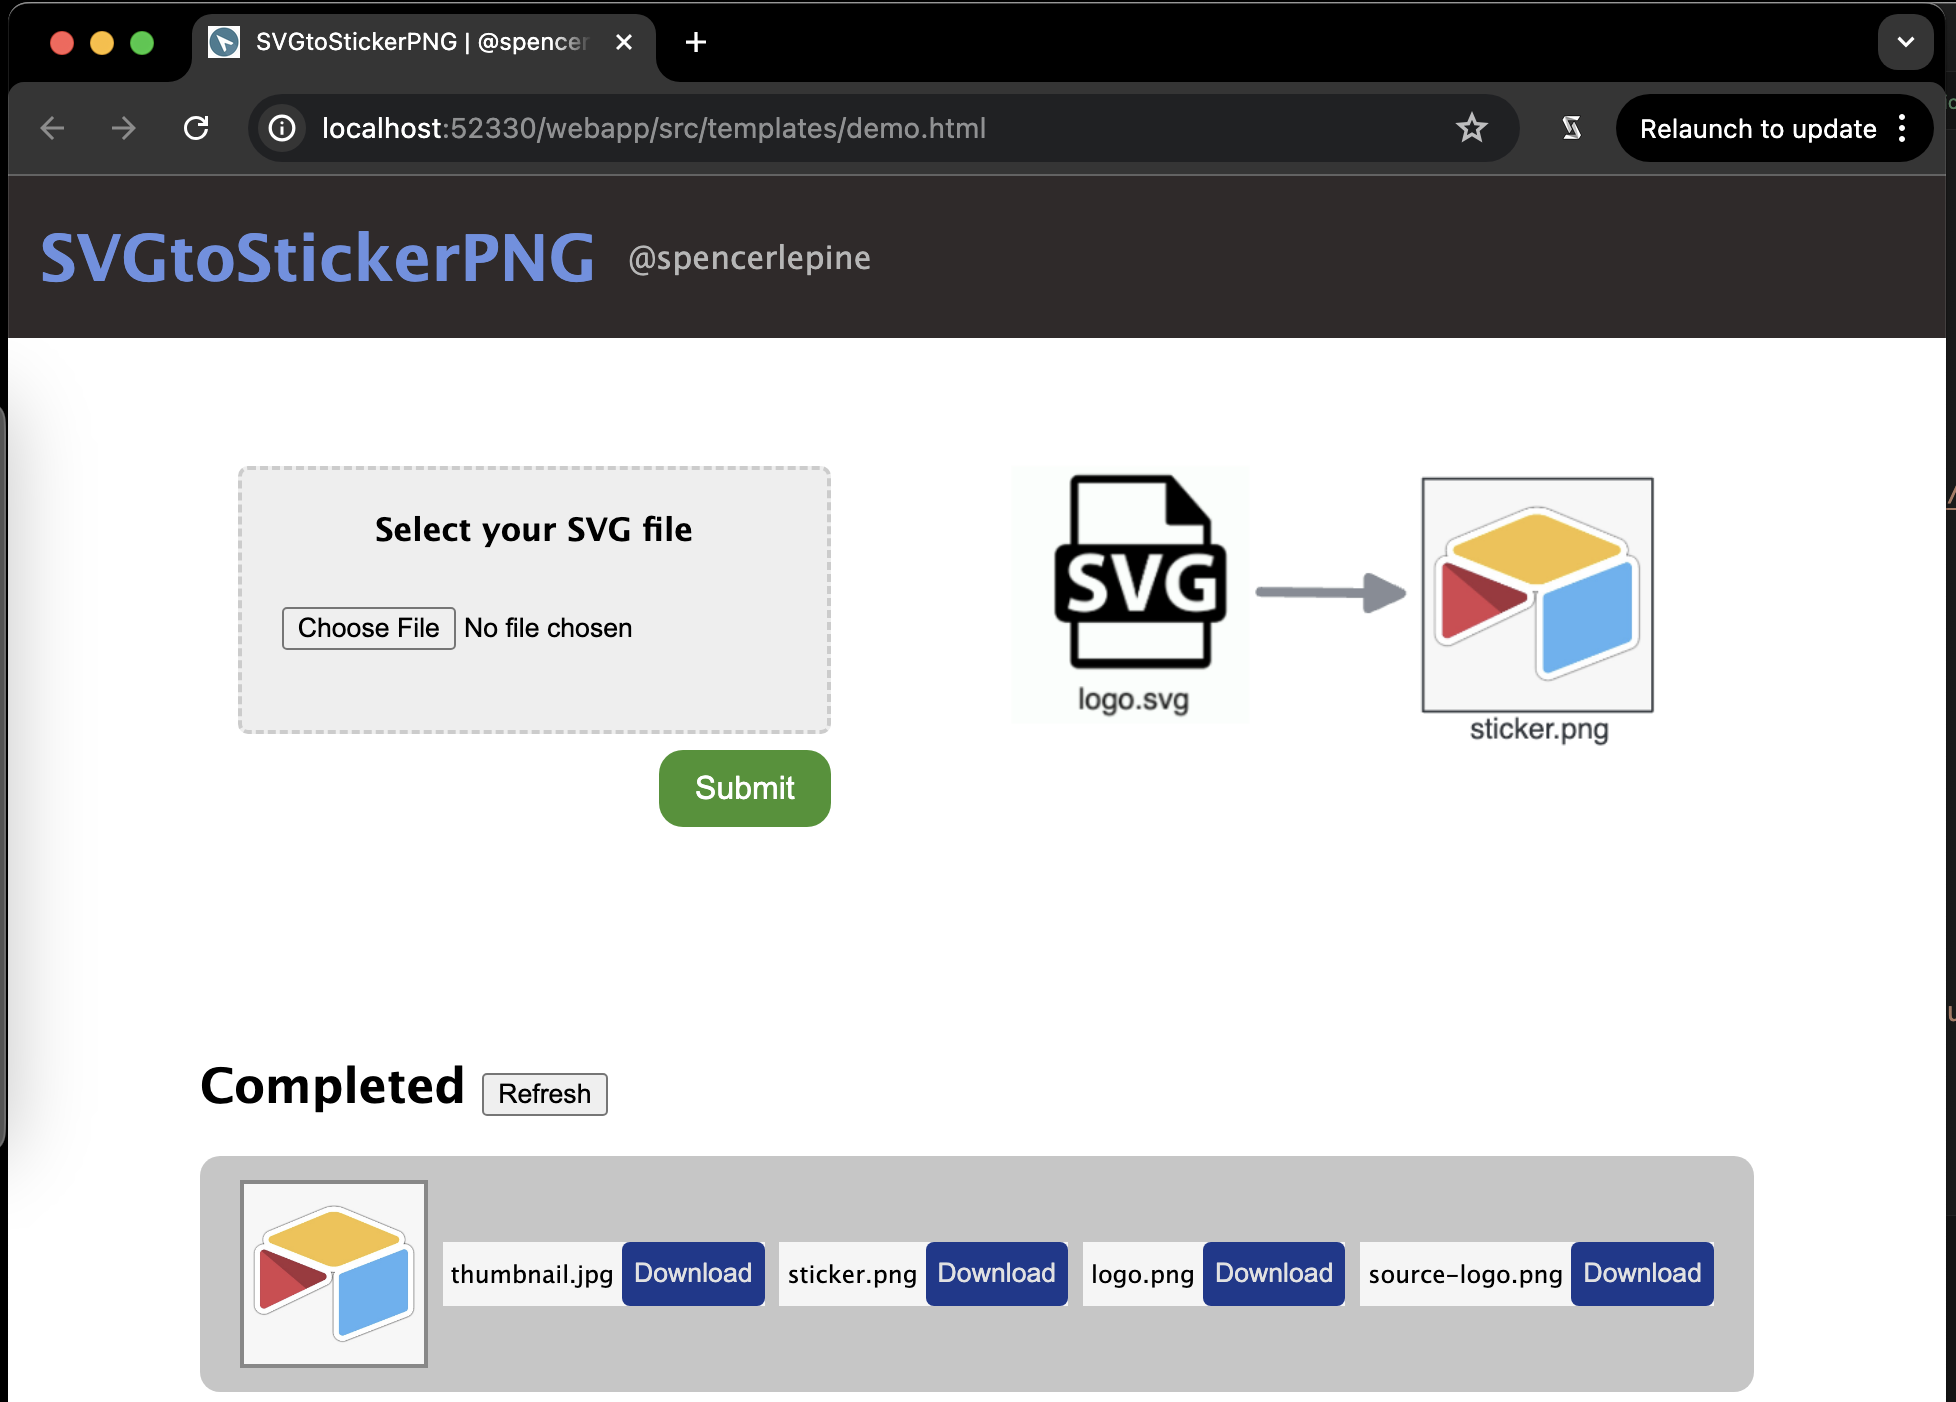 SVGtoStickerPNG | @spencer
localhost:52330/webapp/src/templates/demo.html
Relaunch to update
SVGtoStickerPNG @spencerlepine
Select your SVG file
Choose File No file chosen
Submit
SVG
logo.svg
sticker.png
Completed Refresh
thumbnail.jpg Download sticker.png Download logo.png Download source-logo.png Download